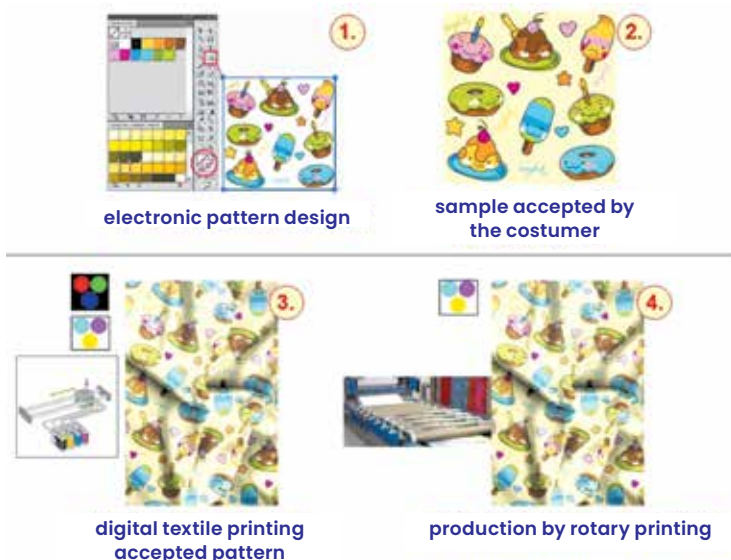 1.
2.
electronic pattern design
sample accepted by
the costumer
3.
4.
digital textile printing
accepted pattern
production by rotary printing